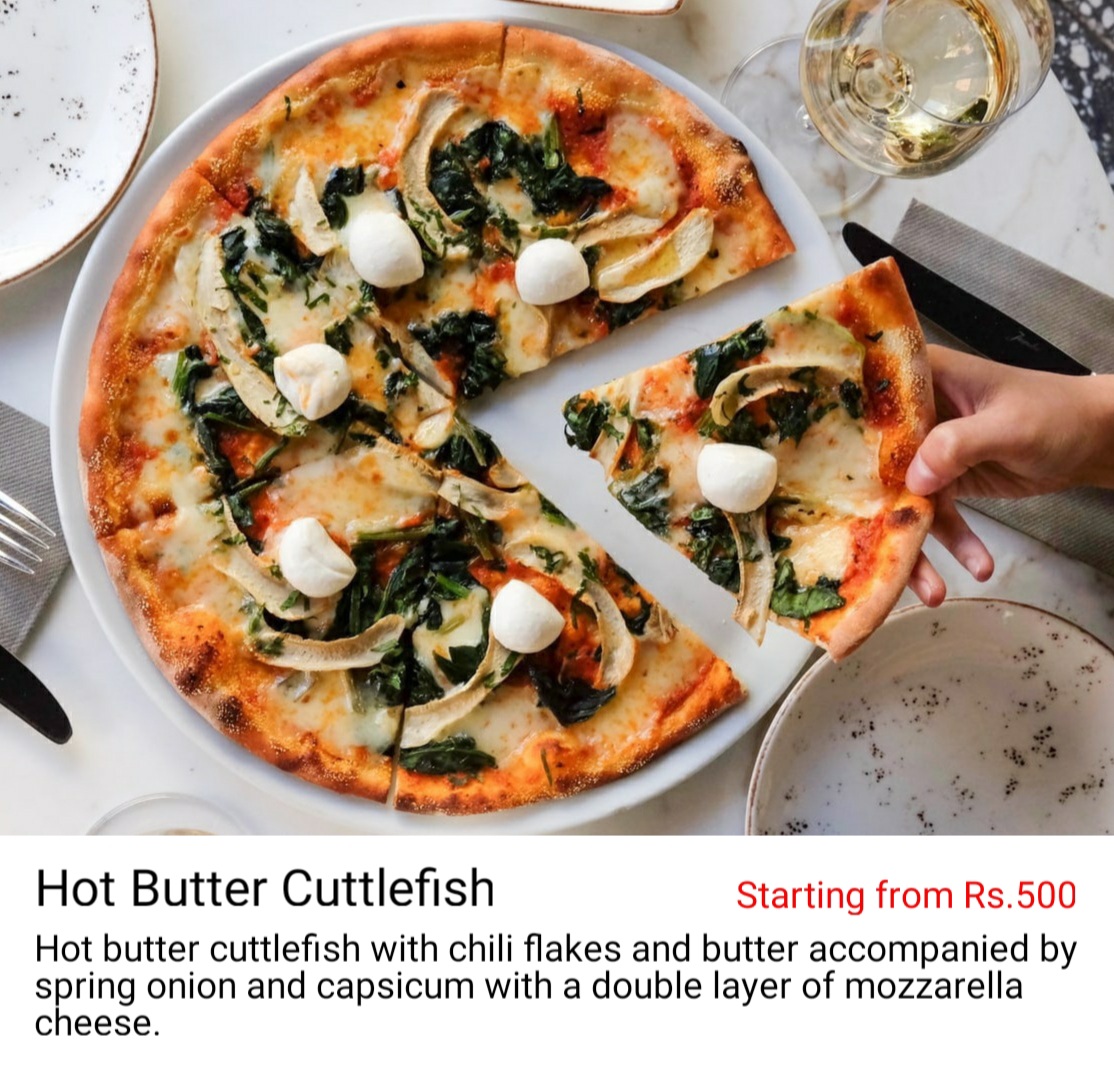 Hot Butter Cuttlefish
Starting from Rs.500
Hot butter cuttlefish with chili flakes and butter accompanied by
spring onion and capsicum with a double layer of mozzarella
cheese.